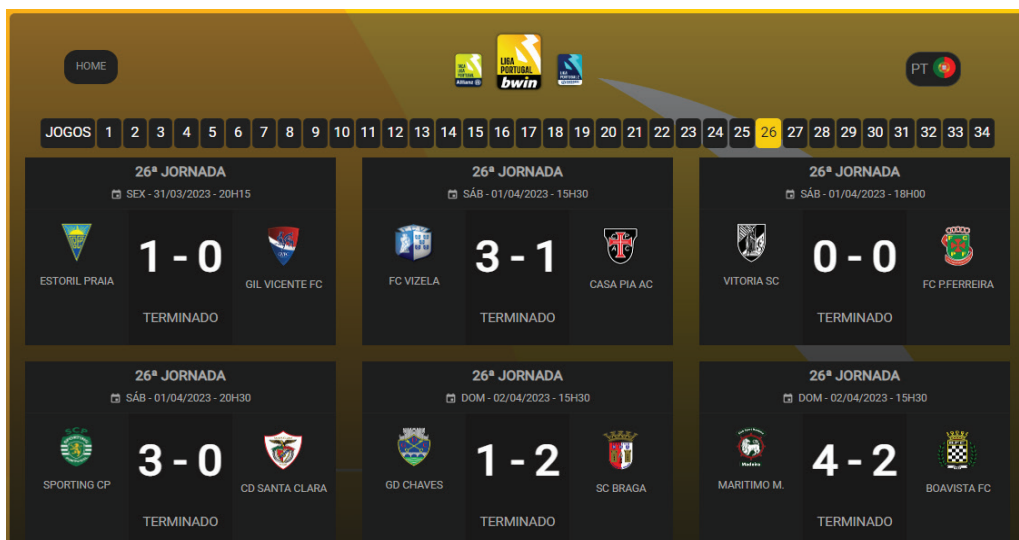 HOME
LIGA PORTUGAL
bwin
PT
JOGOS 1 2 3 4 5 6 7 8 9 10 11 12 13 14 15 16 17 18 19 20 21 22 23 24 25 26 27 28 29 30 31 32 33 34
26ª JORNADA
SEX - 31/03/2023 - 20H15
ESTORIL PRAIA
1 - 0
GIL VICENTE FC
TERMINADO
26ª JORNADA
SÁB - 01/04/2023 - 15H30
FC VIZELA
3 - 1
CASA PIA AC
TERMINADO
26ª JORNADA
SÁB - 01/04/2023 - 18H00
VITORIA SC
0 - 0
FC P.FERREIRA
TERMINADO
26ª JORNADA
SÁB - 01/04/2023 - 20H30
SCP
SPORTING CP
3 - 0
CD SANTA CLARA
TERMINADO
26ª JORNADA
DOM - 02/04/2023 - 15H30
GD CHAVES
1 - 2
SC BRAGA
TERMINADO
26ª JORNADA
DOM - 02/04/2023 - 15H30
MARITIMO M.
4 - 2
BOAVISTA FC
TERMINADO